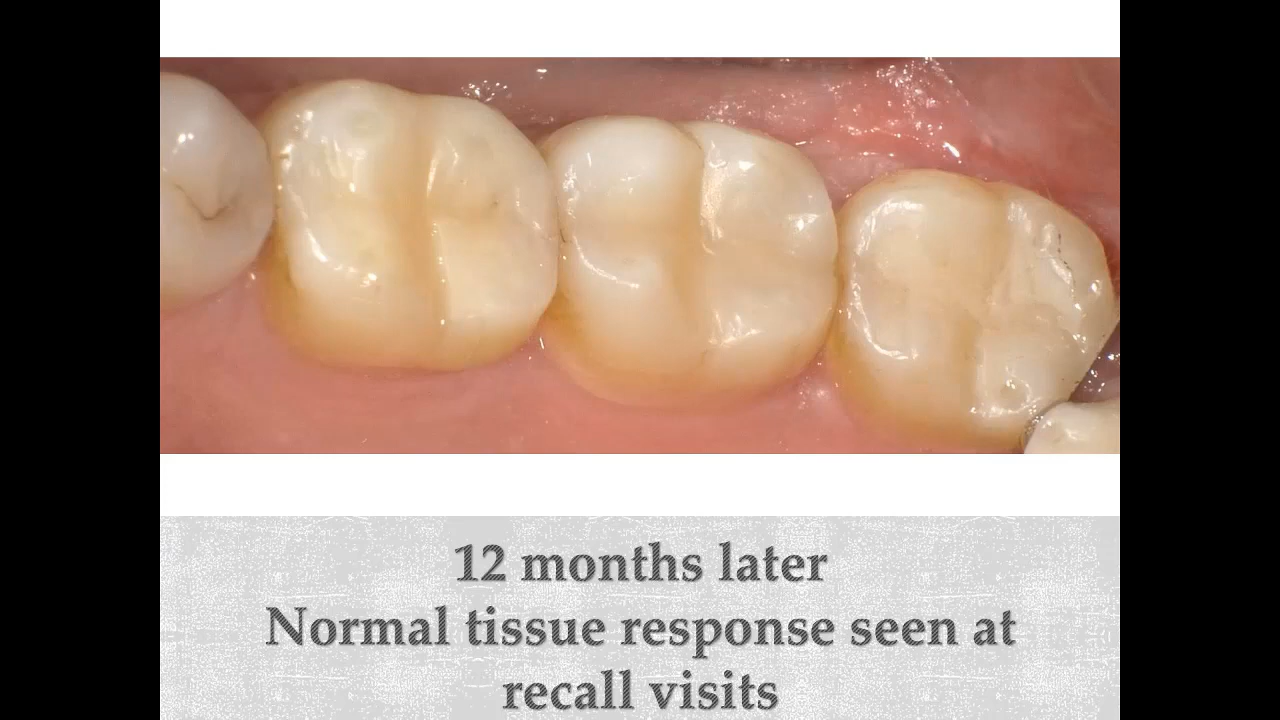 12 months later
Normal tissue response seen at
recall visits